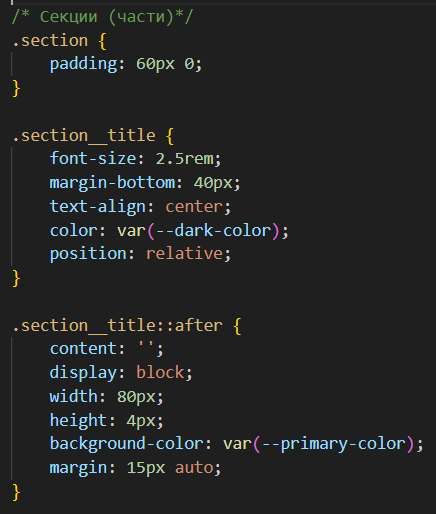 /* Секции (части)*/
.section {
    padding: 60px 0;
}

.section__title {
    font-size: 2.5rem;
    margin-bottom: 40px;
    text-align: center;
    color: var(--dark-color);
    position: relative;
}

.section__title::after {
    content: '';
    display: block;
    width: 80px;
    height: 4px;
    background-color: var(--primary-color);
    margin: 15px auto;
}